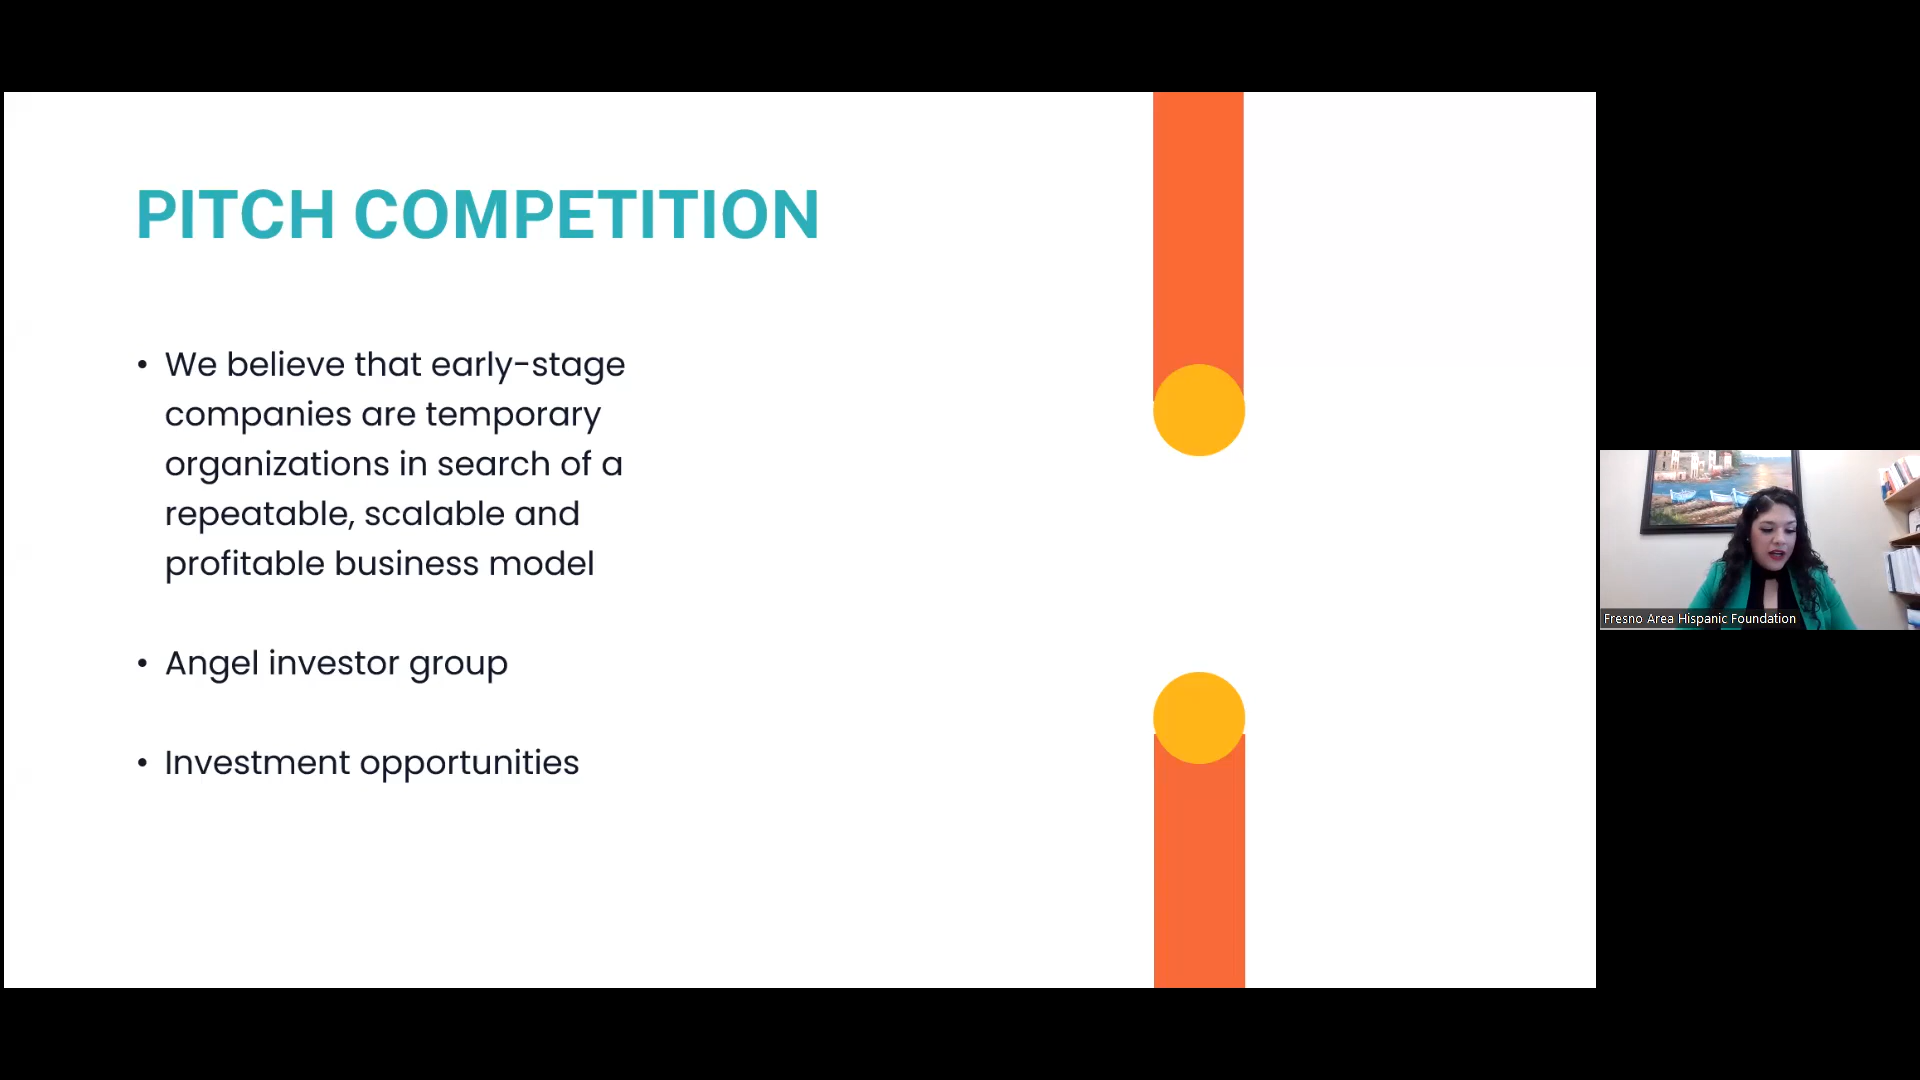 PITCH COMPETITION
• We believe that early-stage
companies are temporary
organizations in search of a
repeatable, scalable and
profitable business model
• Angel investor group
• Investment opportunities
Fresno Area Hispanic Foundation